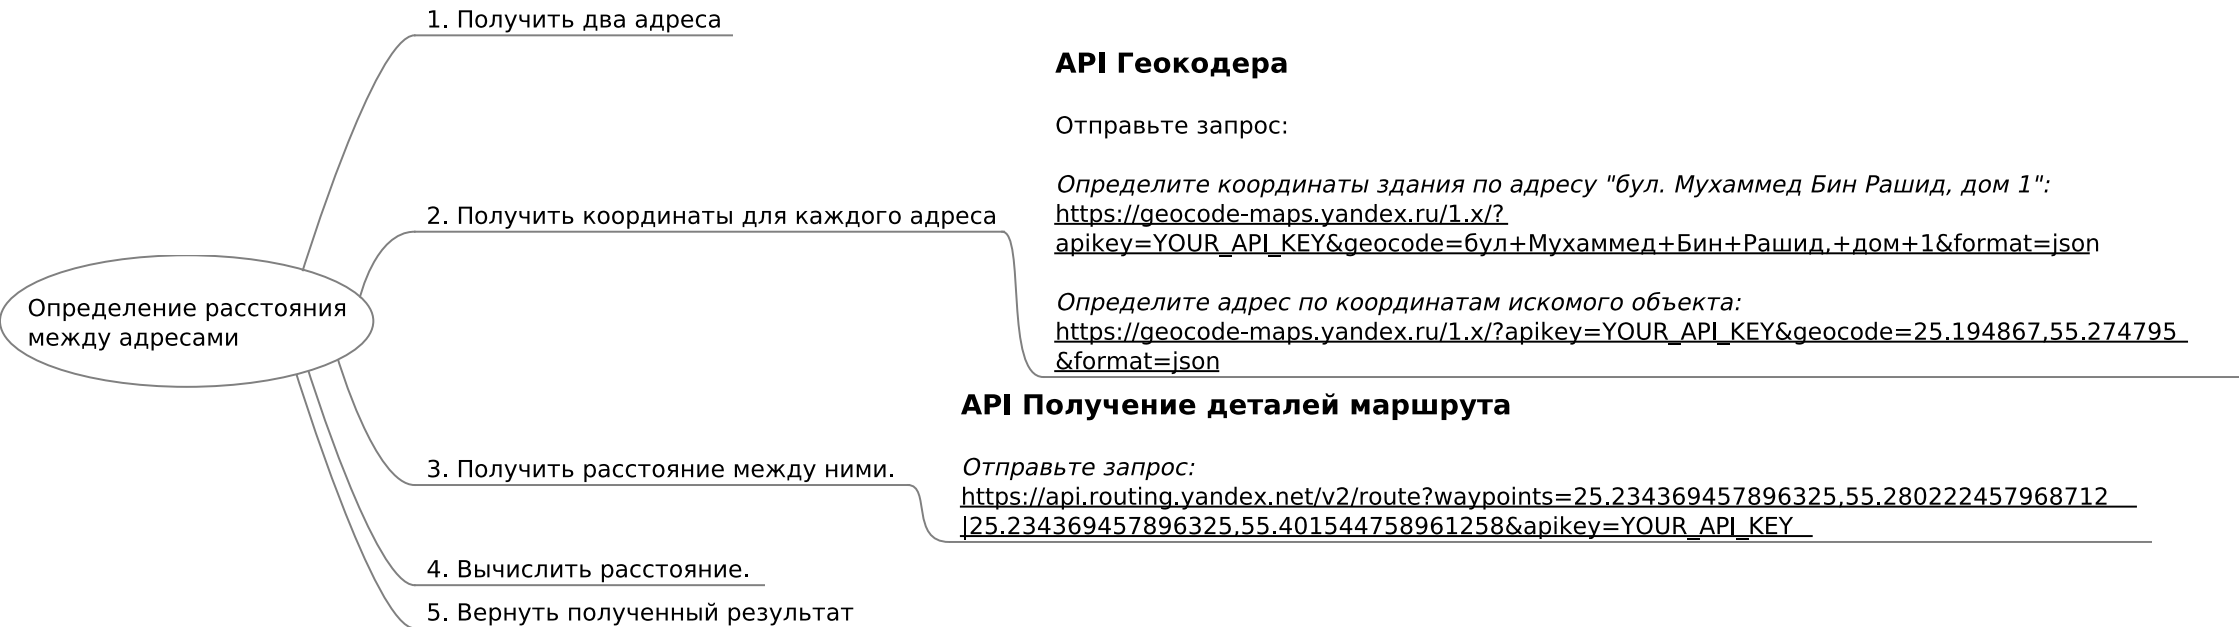 1. Получить два адреса
API Геокодера
Отправьте запрос:
Определите координаты здания по адресу "бул. Мухаммед Бин Рашид, дом 1":
https://geocode-maps.yandex.ru/1.x/?
apikey=YOUR_API_KEY&geocode=бул+Мухаммед+Бин+Рашид,+дом+1&format=json
2. Получить координаты для каждого адреса
Определите адрес по координатам искомого объекта:
https://geocode-maps.yandex.ru/1.x/?apikey=YOUR_API_KEY&geocode=25.194867,55.274795
&format=json
Определение расстояния
между адресами
API Получение деталей маршрута
3. Получить расстояние между ними.
Отправьте запрос:
https://api.routing.yandex.net/v2/route?waypoints=25.234369457896325,55.280222457968712
|25.234369457896325,55.401544758961258&apikey=YOUR_API_KEY
4. Вычислить расстояние.
5. Вернуть полученный результат